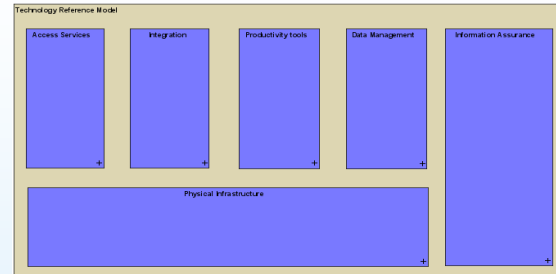 Technology Reference Model
Access Services
Integration
Productivity tools
Data Management
Information Assurance
+
+
+
+
Physical Infrastructure
+
+